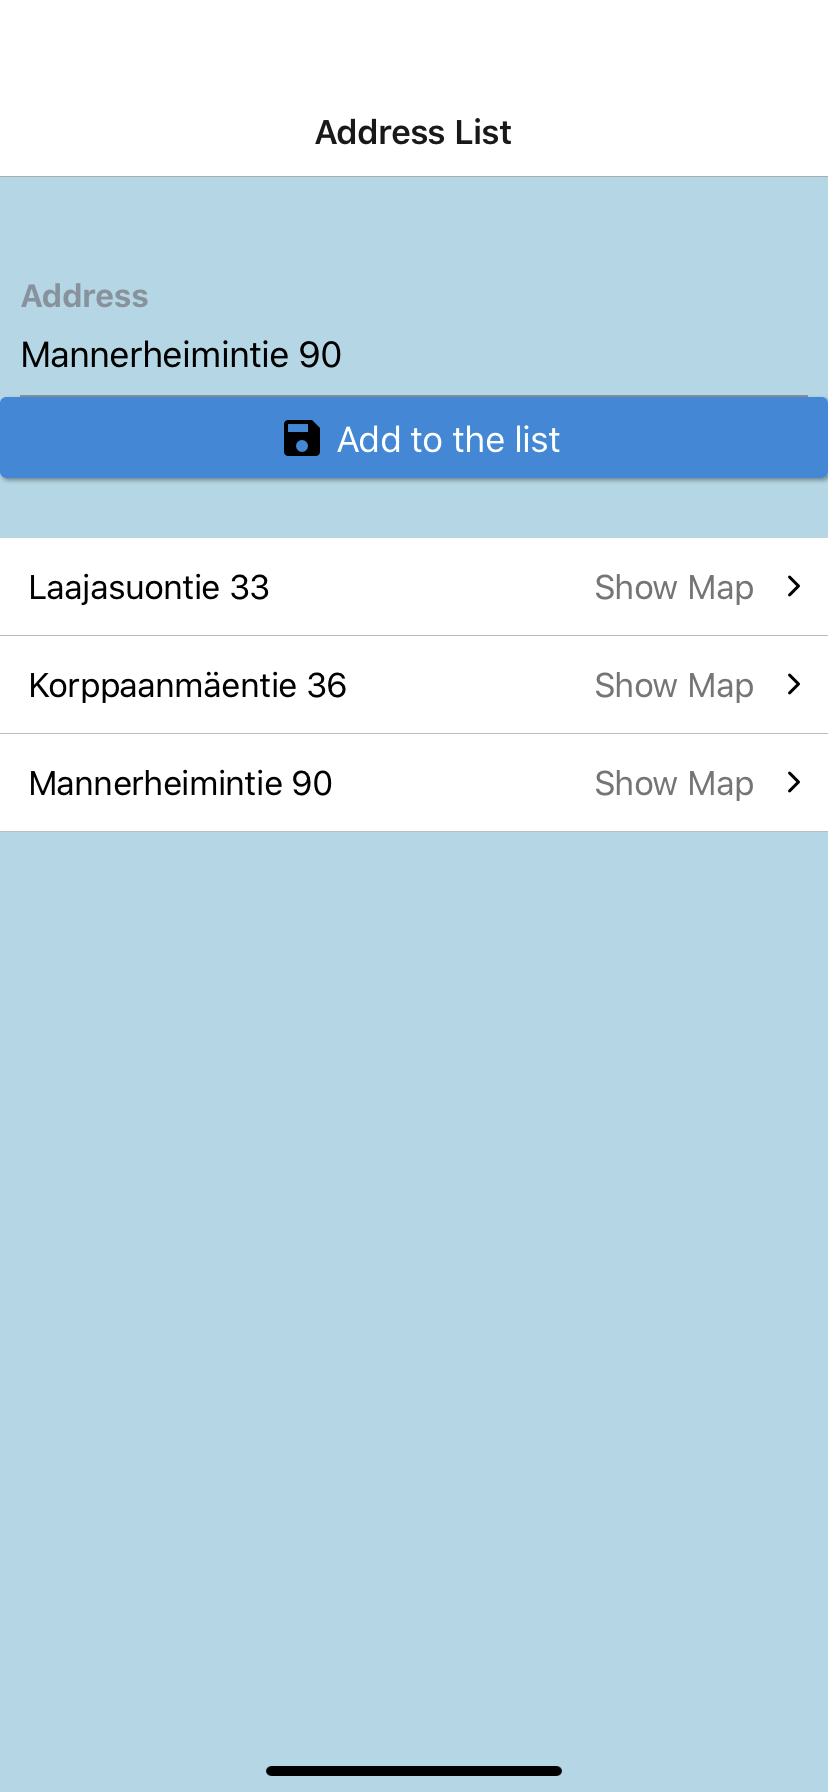 Address List
Address
Mannerheimintie 90
Add to the list
Laajasuontie 33 Show Map
Korppaanmäentie 36 Show Map
Mannerheimintie 90 Show Map